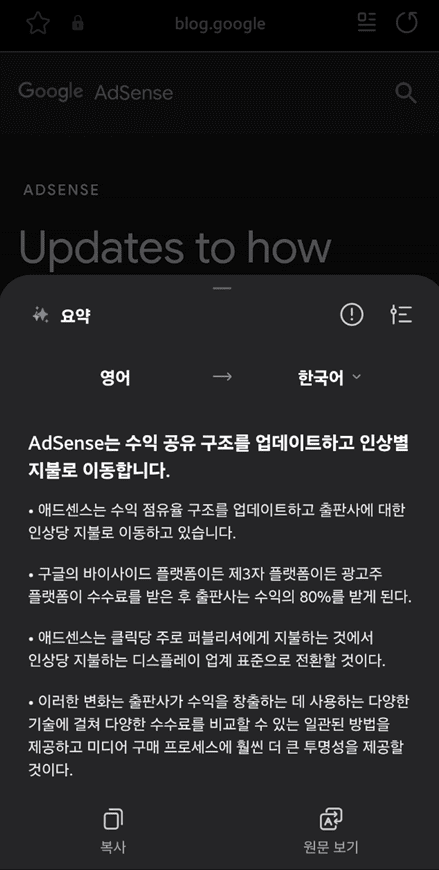 blog.google
Google AdSense
ADSENSE
Updates to how
요약
영어 → 한국어
AdSense는 수익 공유 구조를 업데이트하고 인상별
지불로 이동합니다.
• 애드센스는 수익 점유율 구조를 업데이트하고 출판사에 대한
인상당 지불로 이동하고 있습니다.
• 구글의 바이사이드 플랫폼이든 제3자 플랫폼이든 광고주
플랫폼이 수수료를 받은 후 출판사는 수익의 80%를 받게 된다.
• 애드센스는 클릭당 주로 퍼블리셔에게 지불하는 것에서
인상당 지불하는 디스플레이 업계 표준으로 전환할 것이다.
• 이러한 변화는 출판사가 수익을 창출하는 데 사용하는 다양한
기술에 걸쳐 다양한 수수료를 비교할 수 있는 일관된 방법을
제공하고 미디어 구매 프로세스에 훨씬 더 큰 투명성을 제공할
것이다.
복사
원문 보기